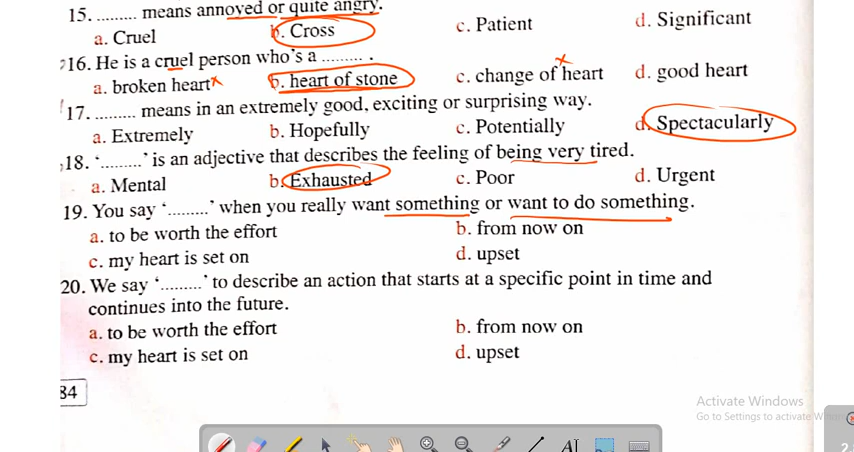 15. ......... means annoyed or quite angry.
a. Cruel b. Cross c. Patient d. Significant
16. He is a cruel person who's a ......... .
a. broken heart b. heart of stone c. change of heart d. good heart
17. ......... means in an extremely good, exciting or surprising way.
a. Extremely b. Hopefully c. Potentially d. Spectacularly
18. '.........' is an adjective that describes the feeling of being very tired.
a. Mental b. Exhausted c. Poor d. Urgent
19. You say '.........' when you really want something or want to do something.
a. to be worth the effort b. from now on
c. my heart is set on d. upset
20. We say '.........' to describe an action that starts at a specific point in time and
continues into the future.
a. to be worth the effort b. from now on
c. my heart is set on d. upset
34
Activate Windows
Go to Settings to activate
A
2